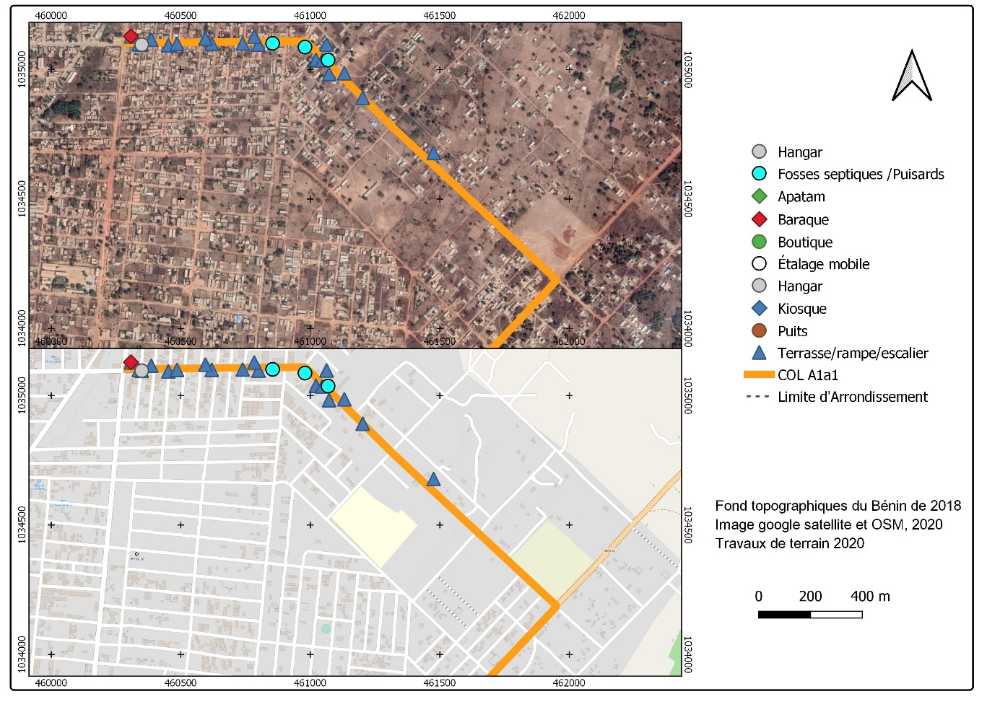 460000 460500 461000 461500 462000
1035000
1035000
1034500
1034500
1034000
1034000
460000 460500 461000 461500 462000
1035000
1035000
1034500
1034500
1034000
1034000
460000 460500 461000 461500 462000
Hangar
Fosses septiques /Puisards
Apatam
Baraque
Boutique
Étalage mobile
Hangar
Kiosque
Puits
Terrasse/rampe/escalier
COL A1a1
Limite d'Arrondissement
Fond topographiques du Bénin de 2018
Image google satellite et OSM, 2020
Travaux de terrain 2020
0 200 400 m